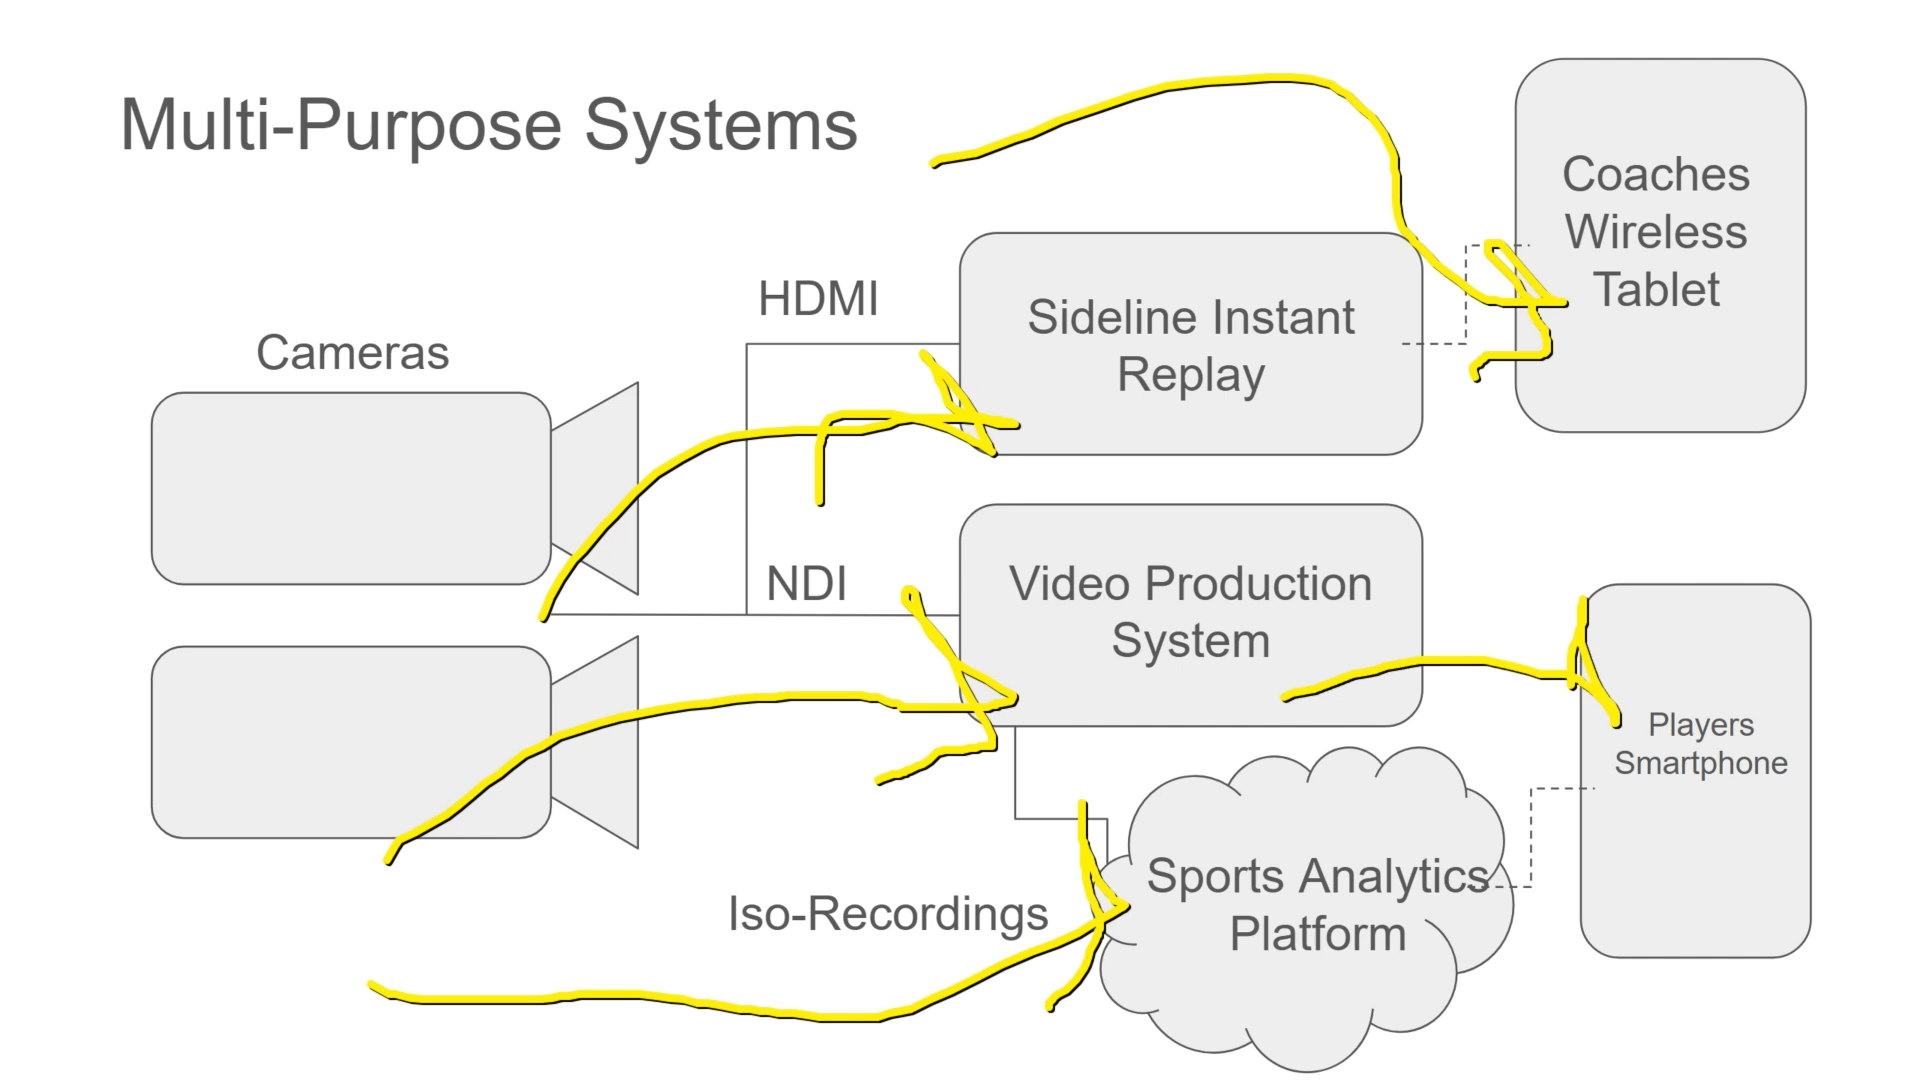 Multi-Purpose Systems
Coaches
Wireless
Tablet
HDMI
Sideline Instant
Replay
Cameras
NDI
Video Production
System
Players
Smartphone
Iso-Recordings
Sports Analytics
Platform